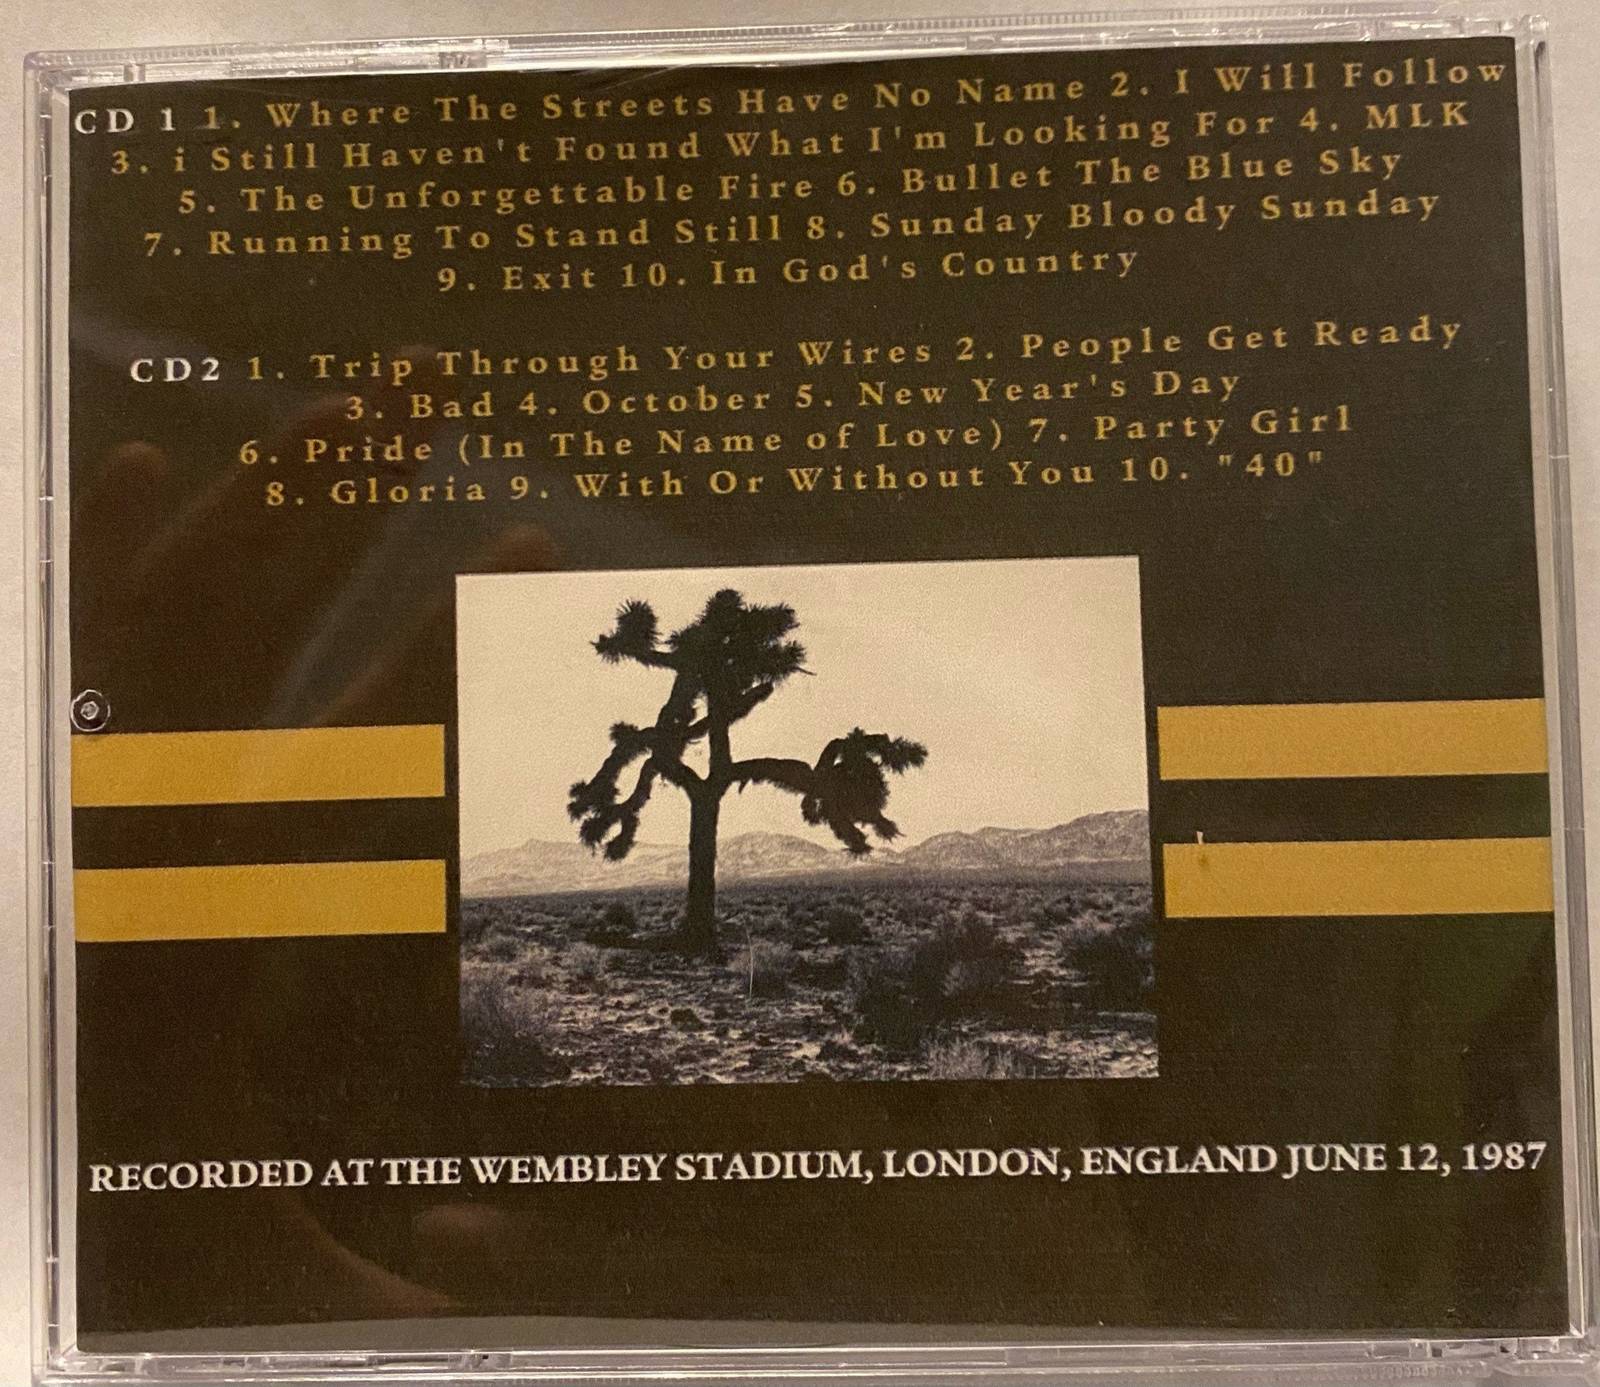 CD 1 1. Where The Streets Have No Name 2. I Will Follow
3. i Still Haven't Found What I'm Looking For 4. MLK
5. The Unforgettable Fire 6. Bullet The Blue Sky
7. Running To Stand Still 8. Sunday Bloody Sunday
9. Exit 10. In God's Country
CD2 1. Trip Through Your Wires 2. People Get Ready
3. Bad 4. October 5. New Year's Day
6. Pride (In The Name of Love) 7. Party Girl
8. Gloria 9. With Or Without You 10. "40"
RECORDED AT THE WEMBLEY STADIUM, LONDON, ENGLAND JUNE 12, 1987